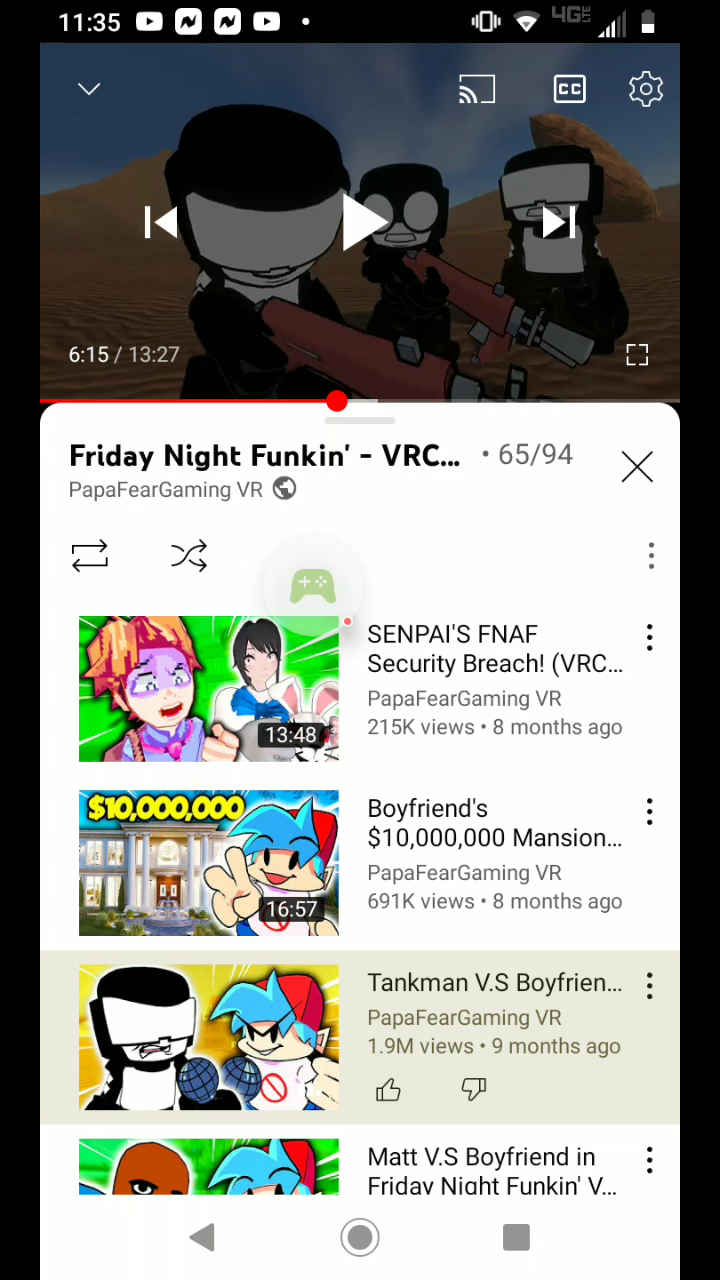 11:35
4G LTE
CC
6:15 / 13:27
Friday Night Funkin' - VRC... • 65/94
PapaFearGaming VR
SENPAI'S FNAF
Security Breach! (VRC...
PapaFearGaming VR
215K views • 8 months ago
13:48
$10,000,000
Boyfriend's
$10,000,000 Mansion...
PapaFearGaming VR
691K views • 8 months ago
16:57
Tankman V.S Boyfrien...
PapaFearGaming VR
1.9M views • 9 months ago
Matt V.S Boyfriend in
Friday Night Funkin' V...